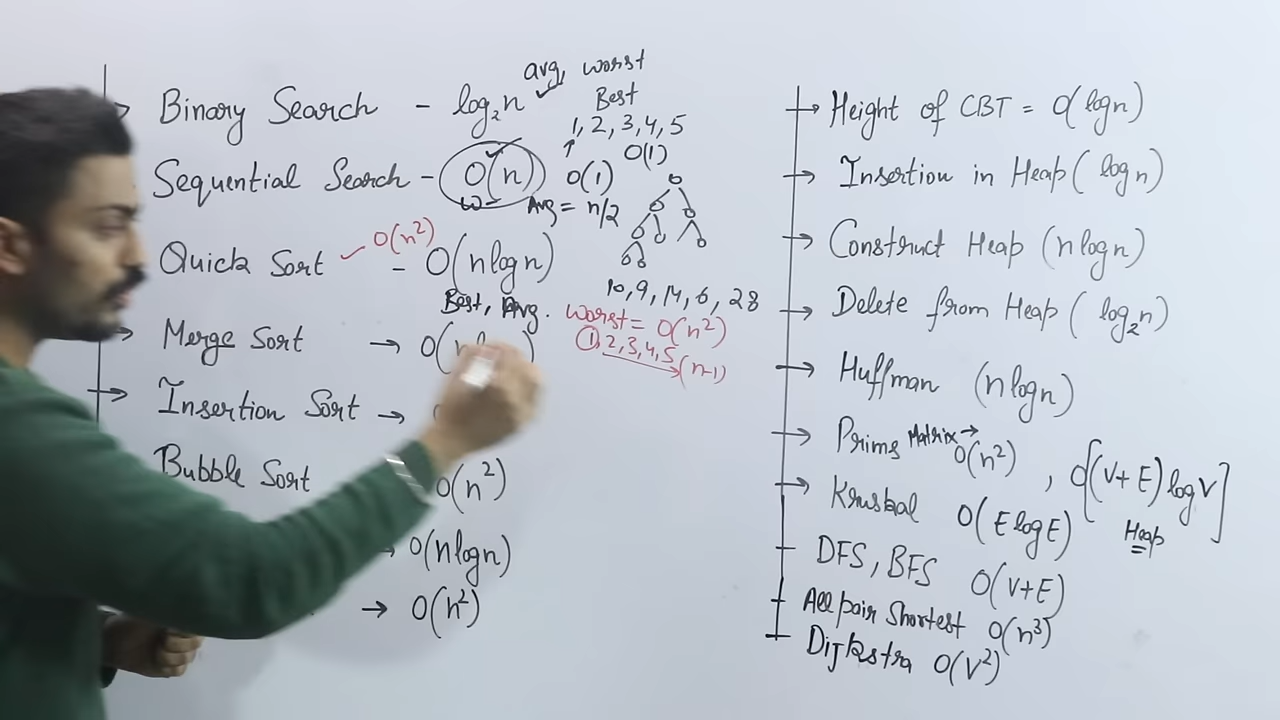 Binary Search - log₂n ✓ avg, worst
Best
1, 2, 3, 4, 5
O(1)
Sequential Search - O(n) O(1)
W Avg = n/2
Quick Sort ✓ O(n²) - O(nlogn)
Best, Avg.
10, 9, 14, 6, 28
Worst = O(n²)
1, 2, 3, 4, 5
(n-1)
Merge Sort → O(n
Insertion Sort →
Bubble Sort O(n²)
O(nlogn)
→ O(n²)
→ Height of CBT = O(logn)
→ Insertion in Heap ( logn)
→ Construct Heap (nlogn)
→ Delete from Heap ( log₂n)
→ Huffman (nlogn)
→ Prims Matrix → O(n²) , O[(V+E) logV]
Heap
→ Kruskal O(ElogE)
DFS, BFS O(V+E)
All pair Shortest O(n³)
Dijkstra O(V²)